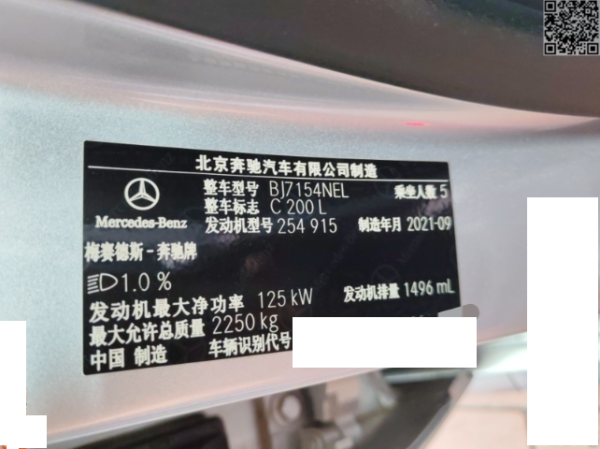 北京奔驰汽车有限公司制造
整车型号 BJ7154NEL 乘坐人数 5
整车标志 C 200 L
Mercedes-Benz
发动机型号 254 915 制造年月 2021-09
梅赛德斯 - 奔驰牌
1.0 %
发动机最大净功率 125 kW 发动机排量 1496 mL
最大允许总质量 2250 kg
中国 制造 车辆识别代号